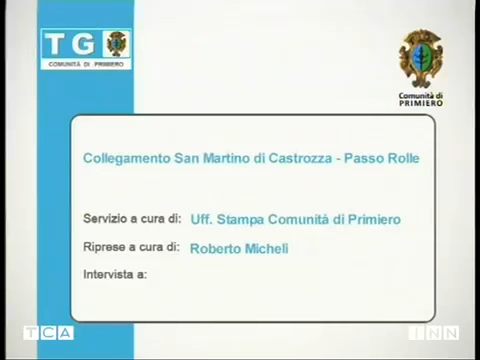 TG
COMUNITÀ DI PRIMIERO
Comunità di
PRIMIERO
Collegamento San Martino di Castrozza - Passo Rolle
Servizio a cura di: Uff. Stampa Comunità di Primiero
Riprese a cura di: Roberto Micheli
Intervista a:
TCA
INN